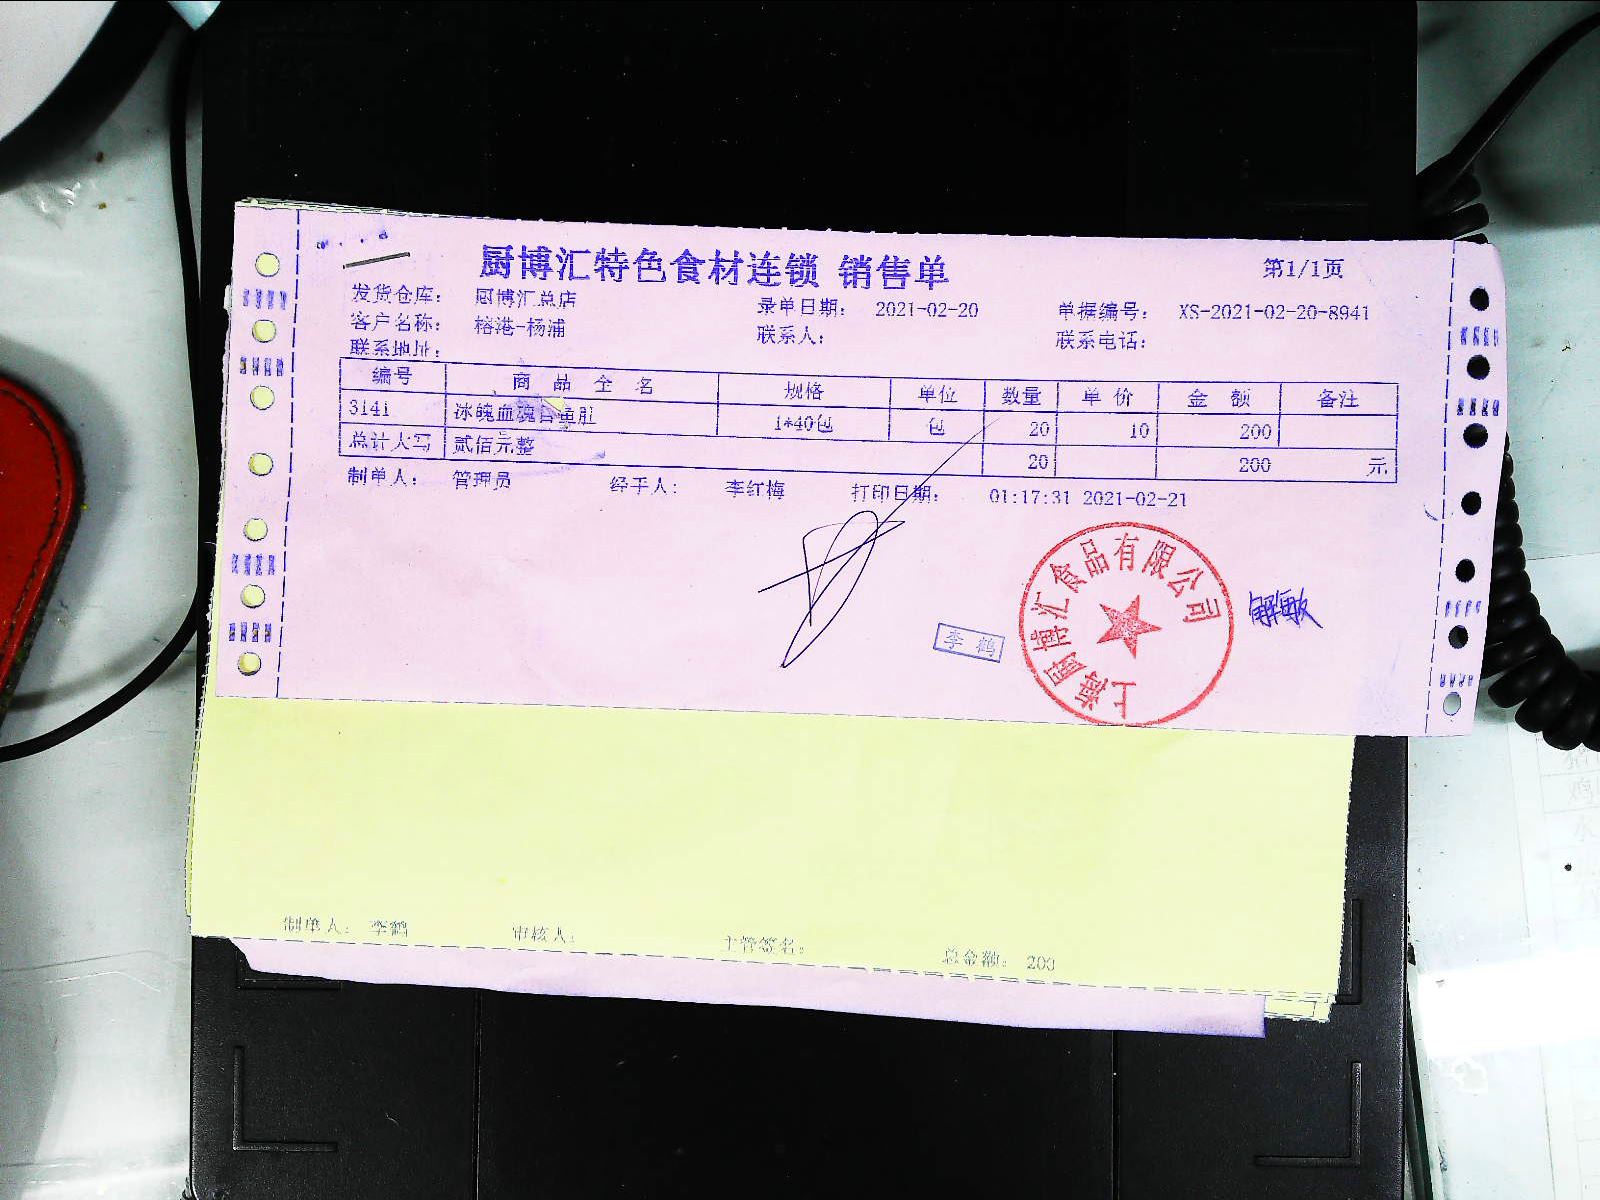 厨博汇特色食材连锁 销售单
第1/1页
发货仓库: 厨博汇总店
录单日期: 2021-02-20
单据编号: XS-2021-02-20-8941
客户名称: 榕港-杨浦
联系人:
联系电话:
联系地址:
编号 商 品 全 名 规格 单位 数量 单 价 金 额 备注
3141 冰魄血魂 1*40包 包 20 10 200
总计大写 贰佰元整 20 200 元
制单人: 管理员 经手人: 李红梅 打印日期: 01:17:31 2021-02-21
上海厨博汇食品有限公司
李 鹤
解敏
制单人: 李鹤 审核人: 主管签名: 总金额: 200